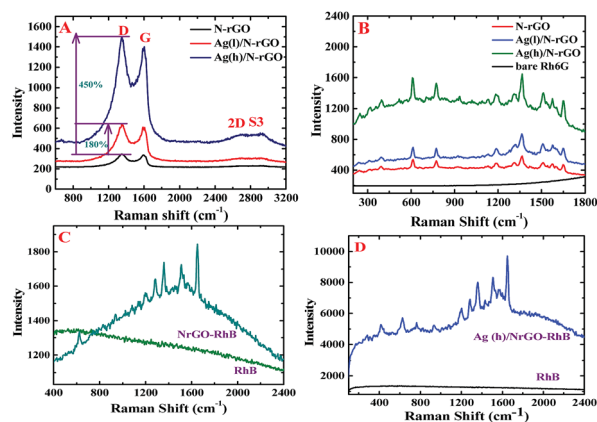 A
D
G
N-rGO
Ag(l)/N-rGO
Ag(h)/N-rGO
450%
180%
2D S3
Intensity
1600
1400
1200
1000
800
600
400
200
0
800 1200 1600 2000 2400 2800 3200
Raman shift (cm-1)
B
N-rGO
Ag(l)/N-rGO
Ag(h)/N-rGO
bare Rh6G
Intensity
2400
2000
1600
1200
800
400
300 600 900 1200 1500 1800
Raman Shift (cm-1)
C
NrGO-RhB
RhB
Intensity
1800
1600
1400
1200
400 800 1200 1600 2000 2400
Raman Shift (cm-1)
D
Ag (h)/NrGO-RhB
RhB
Intensity
10000
8000
6000
4000
2000
400 800 1200 1600 2000 2400
Raman Shift (cm-1)